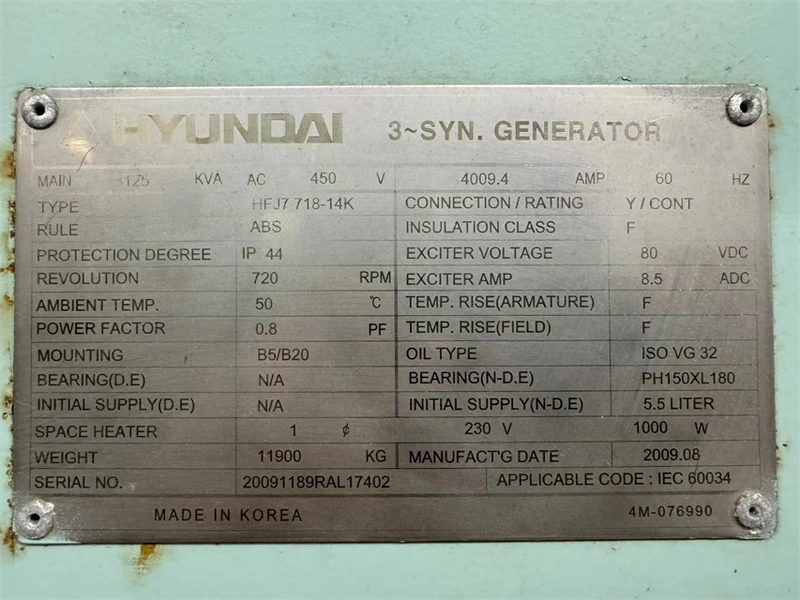 HYUNDAI 3~SYN. GENERATOR
MAIN 3125 KVA AC 450 V 4009.4 AMP 60 HZ
TYPE HFJ7 718-14K CONNECTION / RATING Y / CONT
RULE ABS INSULATION CLASS F
PROTECTION DEGREE IP 44 EXCITER VOLTAGE 80 VDC
REVOLUTION 720 RPM EXCITER AMP 8.5 ADC
AMBIENT TEMP. 50 ℃ TEMP. RISE(ARMATURE) F
POWER FACTOR 0.8 PF TEMP. RISE(FIELD) F
MOUNTING B5/B20 OIL TYPE ISO VG 32
BEARING(D.E) N/A BEARING(N-D.E) PH150XL180
INITIAL SUPPLY(D.E) N/A INITIAL SUPPLY(N-D.E) 5.5 LITER
SPACE HEATER 1 ϕ 230 V 1000 W
WEIGHT 11900 KG MANUFACT'G DATE 2009.08
SERIAL NO. 20091189RAL17402 APPLICABLE CODE : IEC 60034
MADE IN KOREA 4M-076990